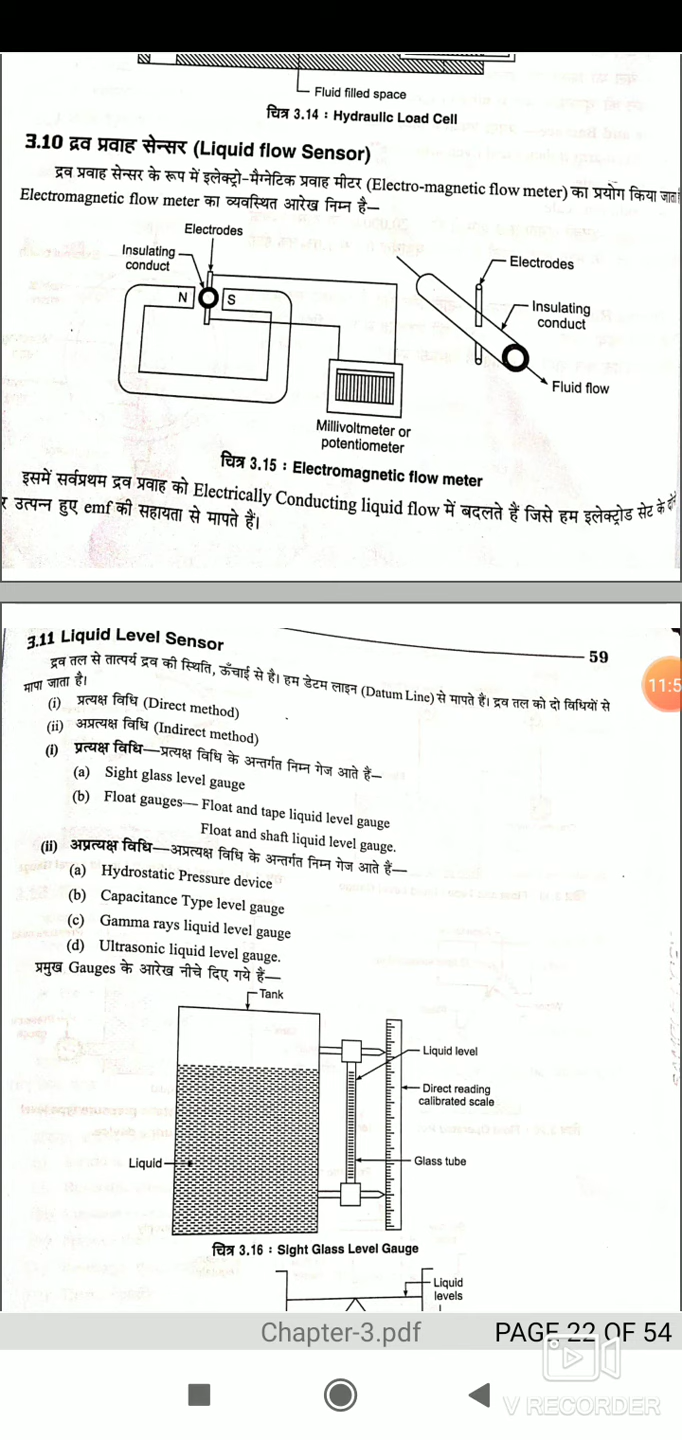 Fluid filled space
चित्र 3.14 : Hydraulic Load Cell
3.10 द्रव प्रवाह सेन्सर (Liquid flow Sensor)
द्रव प्रवाह सेन्सर के रूप में इलेक्ट्रो-मैग्नेटिक प्रवाह मीटर (Electro-magnetic flow meter) का प्रयोग किया जाता
Electromagnetic flow meter का व्यवस्थित आरेख निम्न है—
Electrodes
Insulating
conduct
N
S
Millivoltmeter or
potentiometer
Electrodes
Insulating
conduct
Fluid flow
चित्र 3.15 : Electromagnetic flow meter
इसमें सर्वप्रथम द्रव प्रवाह को Electrically Conducting liquid flow में बदलते हैं जिसे हम इलेक्ट्रोड सेट के
र उत्पन्न हुए emf की सहायता से मापते हैं।
59
3.11 Liquid Level Sensor
द्रव तल से तात्पर्य द्रव की स्थिति, ऊँचाई से है। हम डेटम लाइन (Datum Line) से मापते हैं। द्रव तल को दो विधियों से
मापा जाता है।
11:5
(i) प्रत्यक्ष विधि (Direct method)
(ii) अप्रत्यक्ष विधि (Indirect method)
(i) प्रत्यक्ष विधि—प्रत्यक्ष विधि के अन्तर्गत निम्न गेज आते हैं—
(a) Sight glass level gauge
(b) Float gauges— Float and tape liquid level gauge
Float and shaft liquid level gauge.
(ii) अप्रत्यक्ष विधि—अप्रत्यक्ष विधि के अन्तर्गत निम्न गेज आते हैं—
(a) Hydrostatic Pressure device
(b) Capacitance Type level gauge
(c) Gamma rays liquid level gauge
(d) Ultrasonic liquid level gauge.
प्रमुख Gauges के आरेख नीचे दिए गये हैं—
Tank
Liquid level
Direct reading
calibrated scale
Liquid
Glass tube
चित्र 3.16 : Sight Glass Level Gauge
Liquid
levels
Chapter-3.pdf
PAGE 22 OF 54
V RECORDER